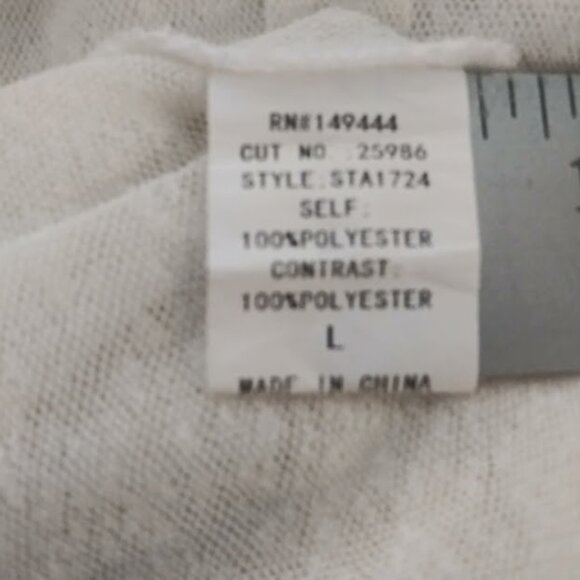 RN#149444
CUT NO .25986
STYLE.STA1724
SELF:
100%POLYESTER
CONTRAST:
100%POLYESTER
L
MADE IN CHINA